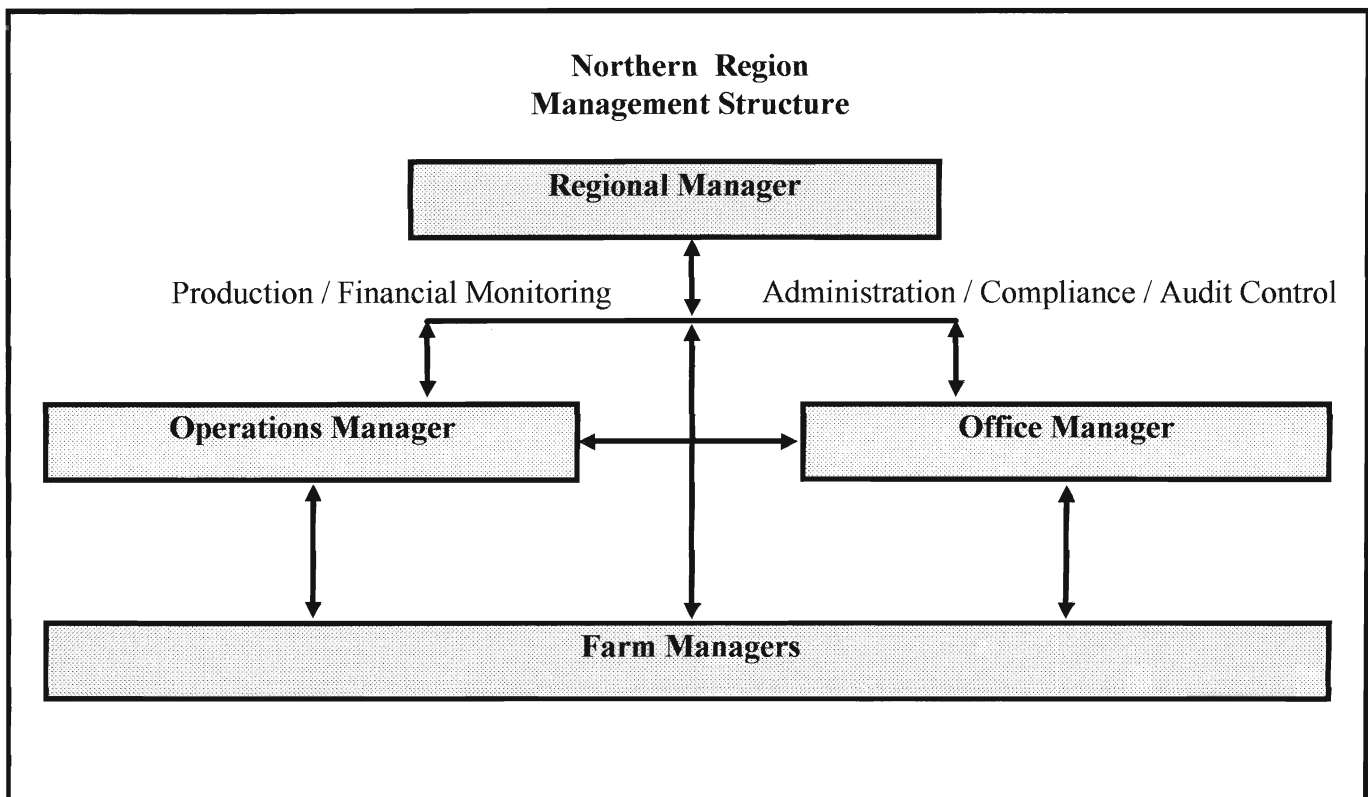 Northern Region
Management Structure
Regional Manager
Production / Financial Monitoring
Administration / Compliance / Audit Control
Operations Manager
Office Manager
Farm Managers